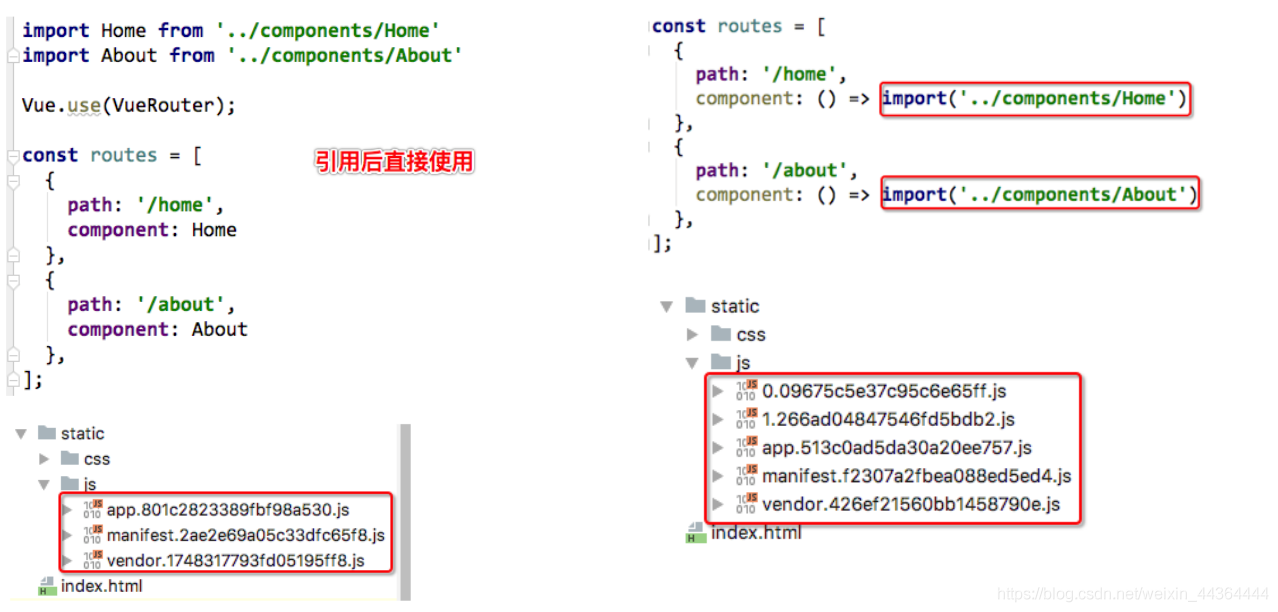 import Home from '../components/Home'
import About from '../components/About'
Vue.use(VueRouter);
const routes = [
引用后直接使用
{
path: '/home',
component: Home
},
{
path: '/about',
component: About
},
];
static
css
js
app.801c2823389fbf98a530.js
manifest.2ae2e69a05c33dfc65f8.js
vendor.1748317793fd05195ff8.js
index.html
const routes = [
{
path: '/home',
component: () => import('../components/Home')
},
{
path: '/about',
component: () => import('../components/About')
},
];
static
css
js
0.09675c5e37c95c6e65ff.js
1.266ad04847546fd5bdb2.js
app.513c0ad5da30a20ee757.js
manifest.f2307a2fbea088ed5ed4.js
vendor.426ef21560bb1458790e.js
index.html
https://blog.csdn.net/weixin_44364444